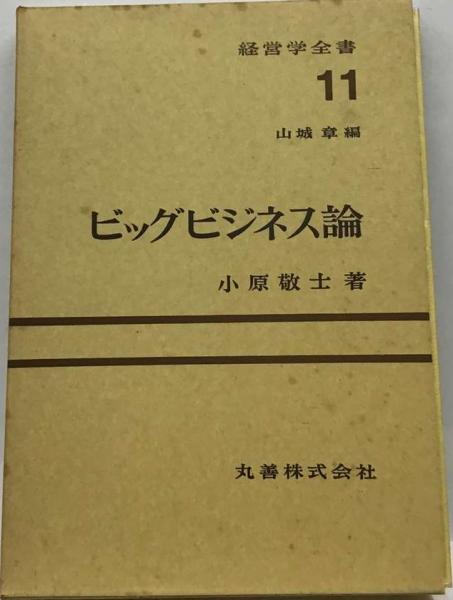 経営学全書
11
山城章編
ビッグビジネス論
小原敬士著
丸善株式会社